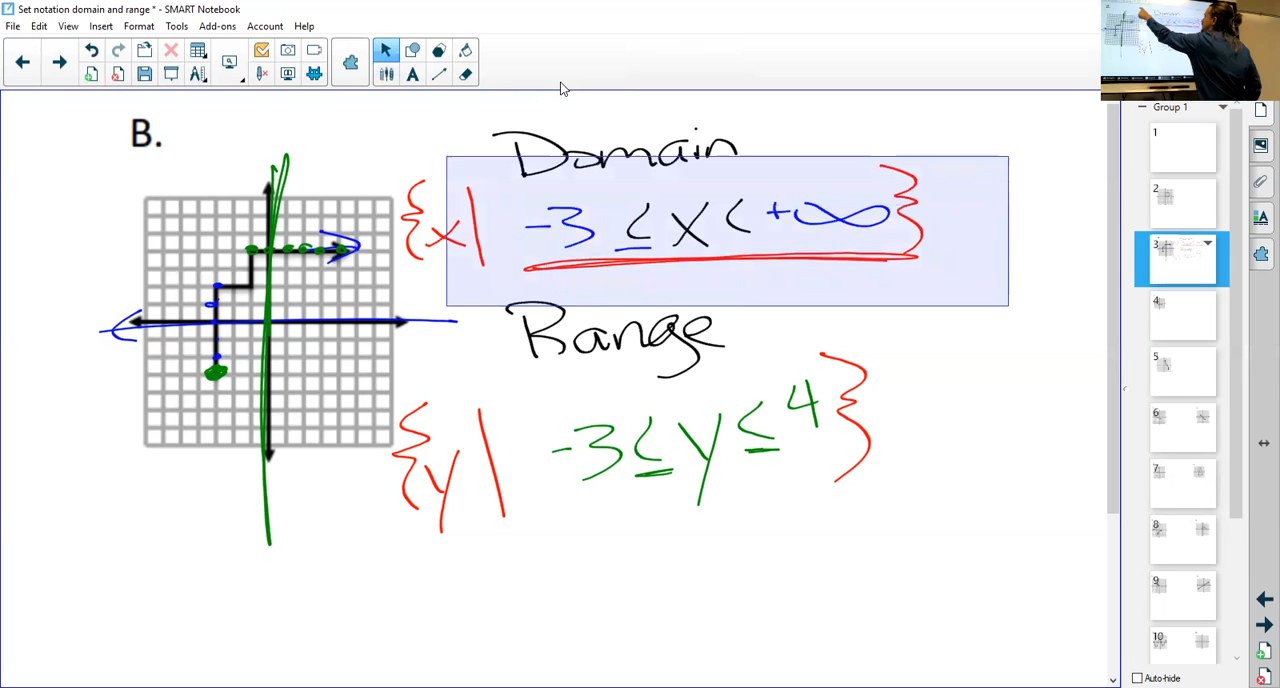 Set notation domain and range * - SMART Notebook
File Edit View Insert Format Tools Add-ons Account Help
Group 1
B.
Domain
{x| -3 ≤ x < +∞}
Range
{y| -3 ≤ y ≤ 4}
1
2
3
4
5
6
7
8
9
10
Auto-hide